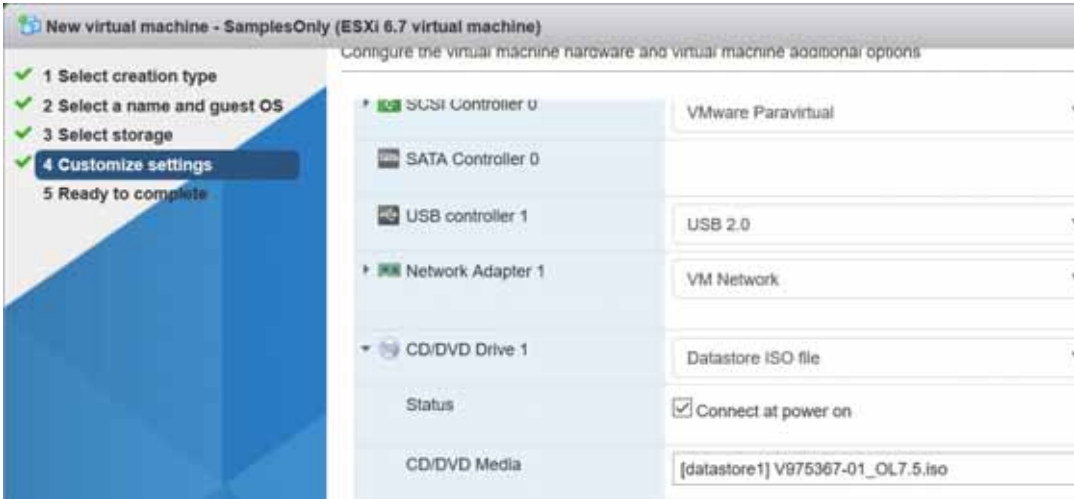 New virtual machine - SamplesOnly (ESXi 6.7 virtual machine)
1 Select creation type
2 Select a name and guest OS
3 Select storage
4 Customize settings
5 Ready to complete
Configure the virtual machine hardware and virtual machine additional options
SCSI Controller 0
VMware Paravirtual
SATA Controller 0
USB controller 1
USB 2.0
Network Adapter 1
VM Network
CD/DVD Drive 1
Datastore ISO file
Status
Connect at power on
CD/DVD Media
[datastore1] V975367-01_OL7.5.iso